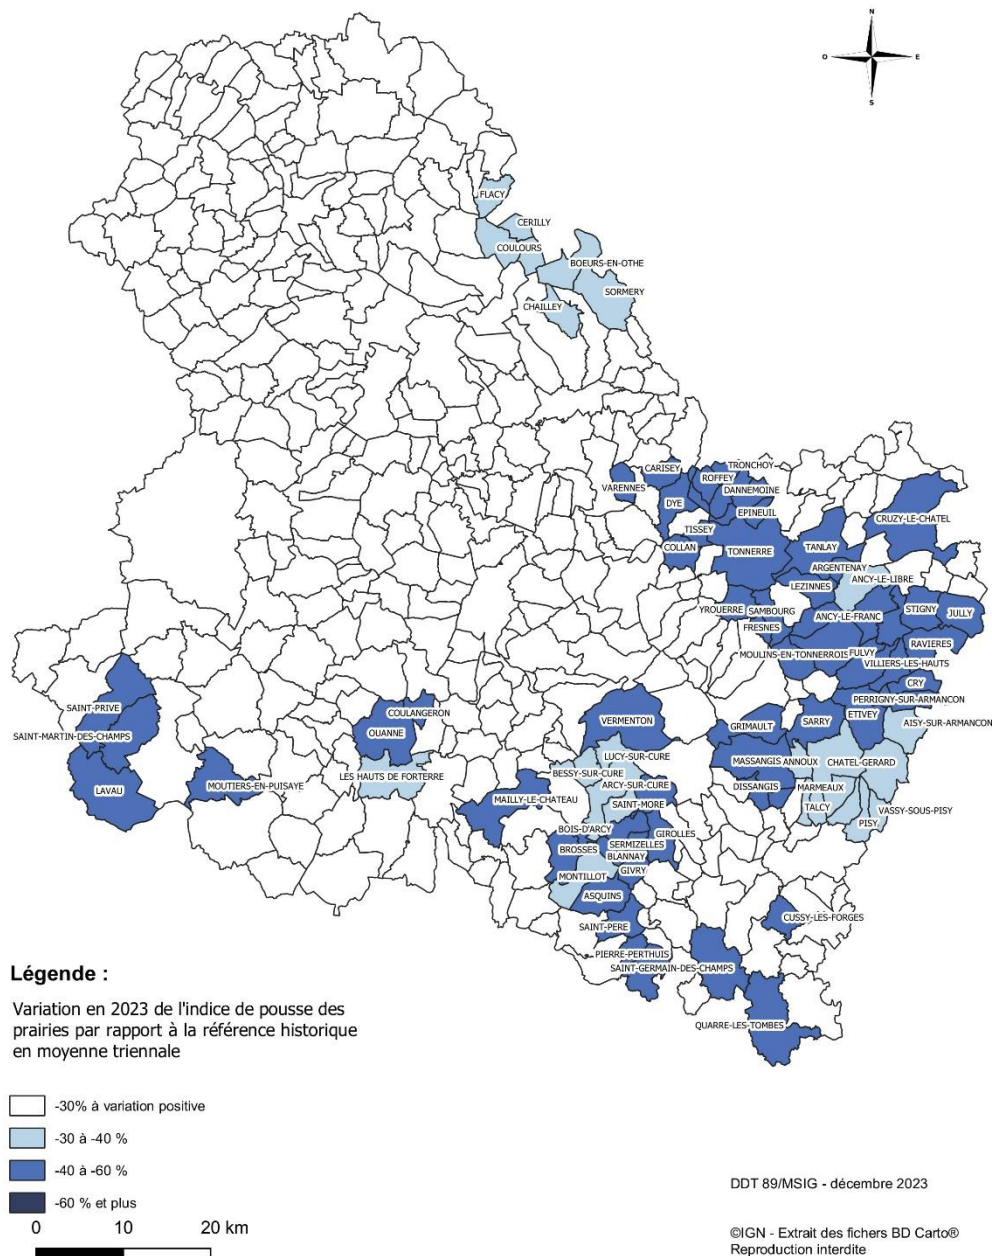 N
O
E
S
FLACY
CERILLY
COULOURS
BOEURS-EN-OTHE
SORMERY
CHAILLEY
TRONCHOY
CARISEY
ROFFEY
VARENNES
DANNEMOINE
DYE
EPINEUIL
CRUZY-LE-CHATEL
TISSEY
COLLAN
TONNERRE
TANLAY
ARGENTENAY
ANCY-LE-LIBRE
LEZINNES
YROUERRE
SAMBOURG
ANCY-LE-FRANC
STIGNY
JULLY
FRESNES
RAVIERES
MOULINS-EN-TONNERROIS
FULVY
VILLIERS-LES-HAUTS
CRY
PERRIGNY-SUR-ARMANCON
SAINT-PRIVE
COULANGERON
VERMENTON
GRIMAULT
SARRY
ETIVEY
AISY-SUR-ARMANCON
SAINT-MARTIN-DES-CHAMPS
OUANNE
LUCY-SUR-CURE
MASSANGIS
ANNOUX
CHATEL-GERARD
LES HAUTS DE FORTERRE
BESSY-SUR-CURE
ARCY-SUR-CURE
DISSANGIS
MARMEAUX
LAVAU
MOUTIERS-EN-PUISAYE
MAILLY-LE-CHATEAU
SAINT-MORE
TALCY
VASSY-SOUS-PISY
PISY
BOIS-D'ARCY
GIROLLES
SERMIZELLES
BROSSES
BLANNAY
GIVRY
MONTILLOT
ASQUINS
CUSSY-LES-FORGES
SAINT-PERE
PIERRE-PERTHUIS
SAINT-GERMAIN-DES-CHAMPS
QUARRE-LES-TOMBES
Légende :
Variation en 2023 de l'indice de pousse des
prairies par rapport à la référence historique
en moyenne triennale
-30% à variation positive
-30 à -40 %
-40 à -60 %
-60 % et plus
0 10 20 km
DDT 89/MSIG - décembre 2023
©IGN - Extrait des fichers BD Carto®
Reproduction interdite